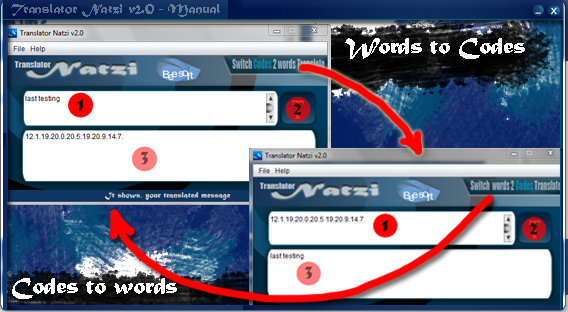 Translator Natzi v2.0 - Manual
Translator Natzi v2.0
File Help
Translator Natzi
Besoft
Switch Codes 2 words Translate
last testing
1
2
12.1.19.20.0.20.5.19.20.9.14.7.
3
It shows, your translated message
Words to Codes
Translator Natzi v2.0
File Help
Translator Natzi
Besoft
Switch words 2 Codes Translate
12.1.19.20.0.20.5.19.20.9.14.7.
1
2
last testing
3
Codes to words